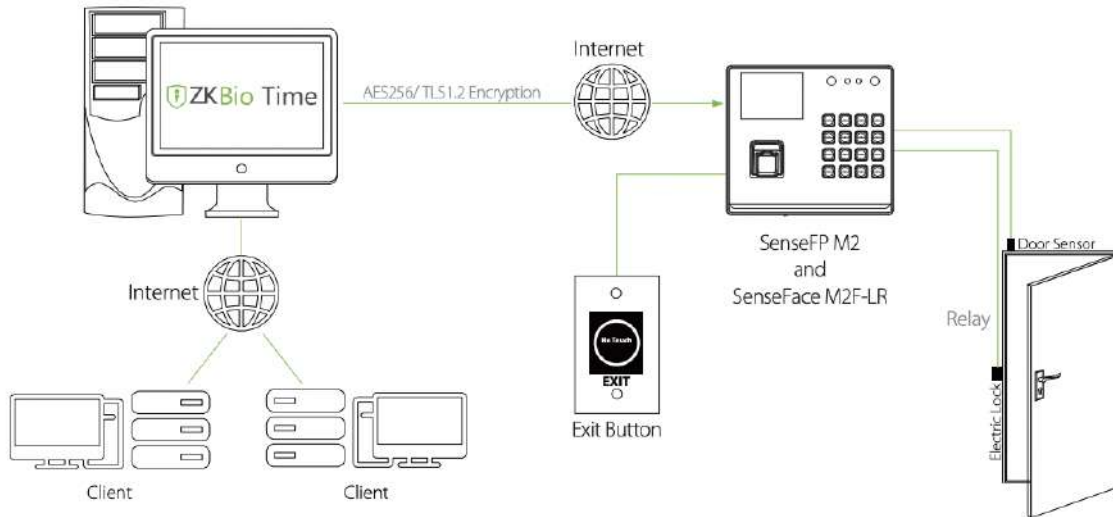 ZKBio Time
AES256/ TLS1.2 Encryption
Internet
SenseFP M2
and
SenseFace M2F-LR
Door Sensor
Relay
Electric Lock
No Touch
EXIT
Exit Button
Internet
Client
Client